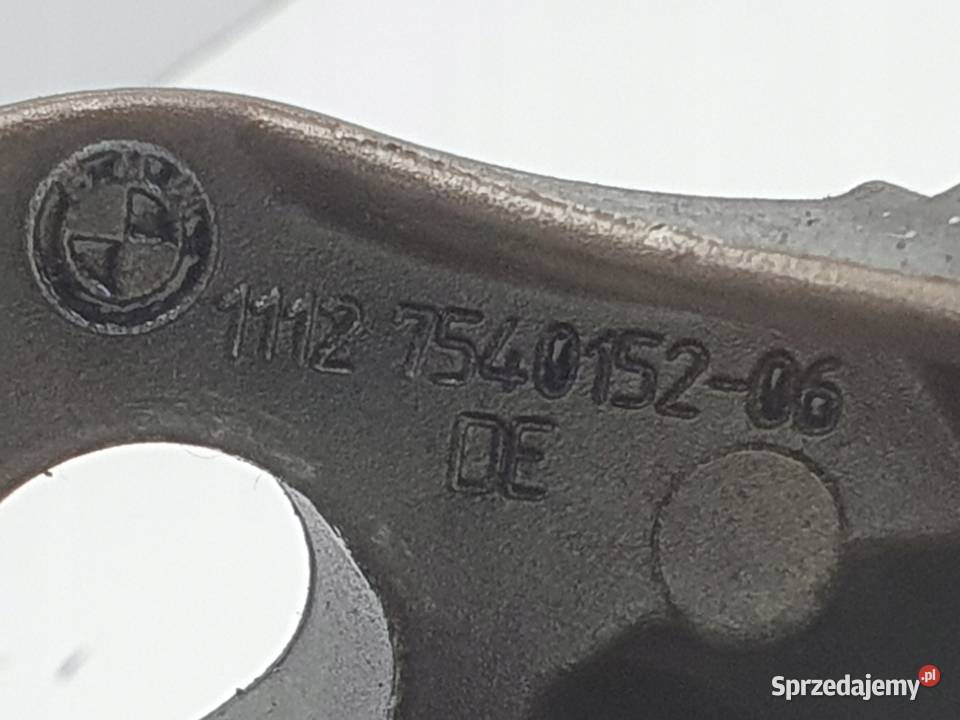 1112 7540152-06
DE
Sprzedajemy.pl